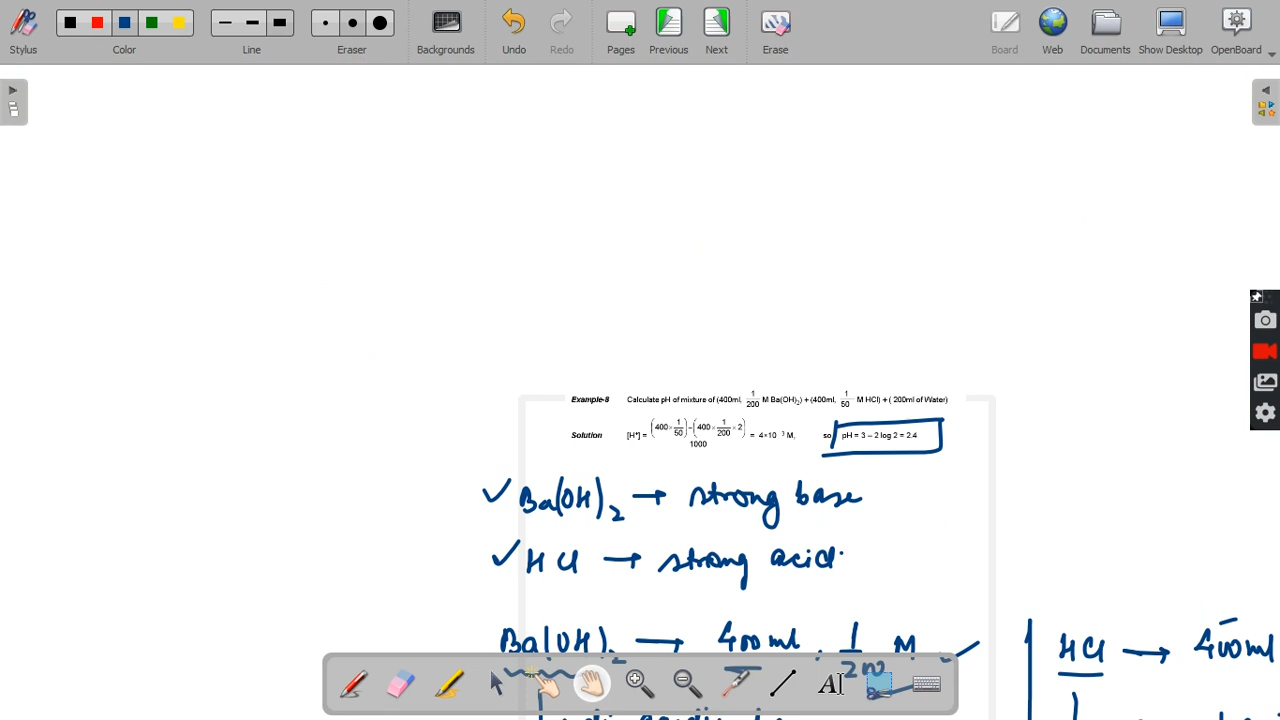 Stylus Color Line Eraser Backgrounds Undo Redo Pages Previous Next Erase Board Web Documents Show Desktop OpenBoard
Example-8 Calculate pH of mixture of (400ml, 1/200 M Ba(OH)₂) + (400ml, 1/50 M HCl) + ( 200ml of Water)
Solution [H⁺] = ((400×1/50)−(400×1/200×2))/1000 = 4×10⁻³ M, so pH = 3 – 2 log 2 = 2.4
✓ Ba(OH)₂ → strong base
✓ HCl → strong acid
Ba(OH)₂ → 400ml, 1/200 M ✓
HCl → 400ml
A